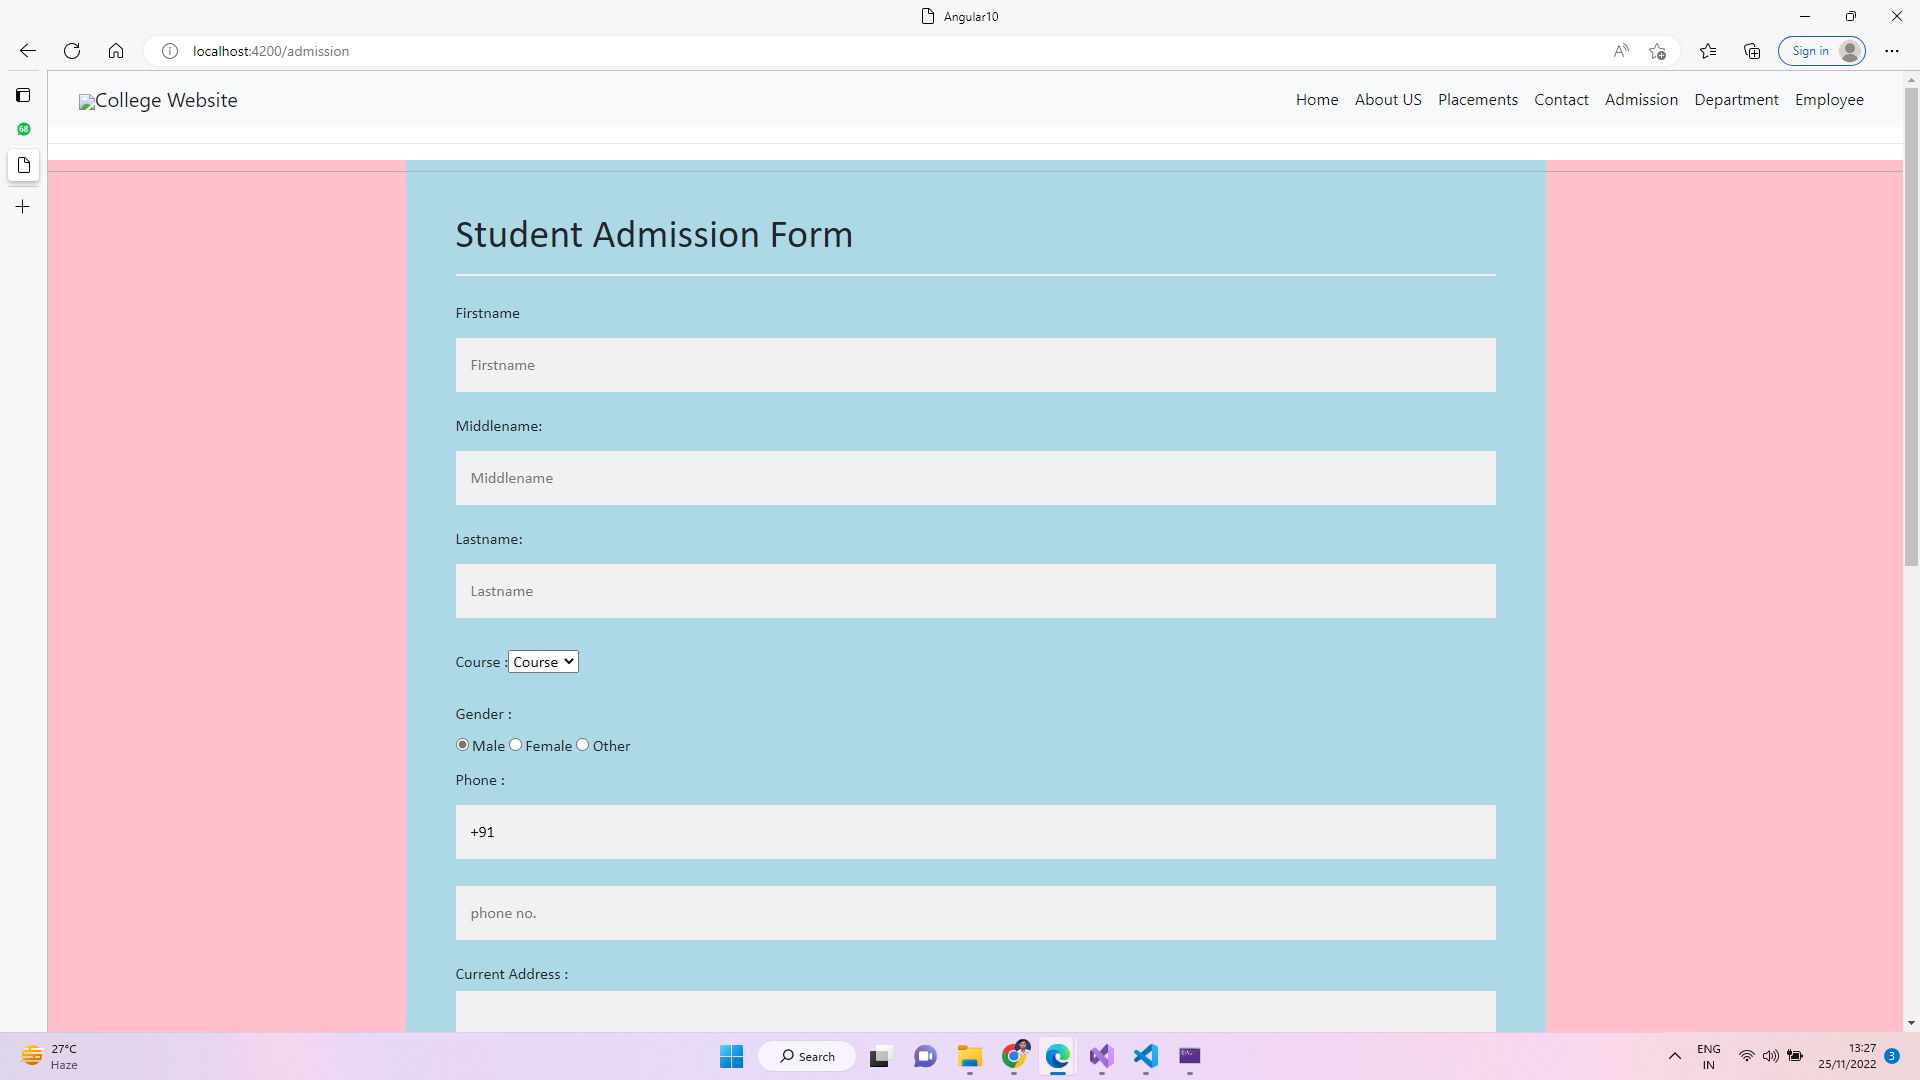 Angular10
localhost:4200/admission
Sign in
68
College Website
Home About US Placements Contact Admission Department Employee
Student Admission Form
Firstname
Firstname
Middlename:
Middlename
Lastname:
Lastname
Course : Course
Gender :
Male Female Other
Phone :
+91
phone no.
Current Address :
27°C
Haze
Search
ENG
IN
13:27
25/11/2022
3